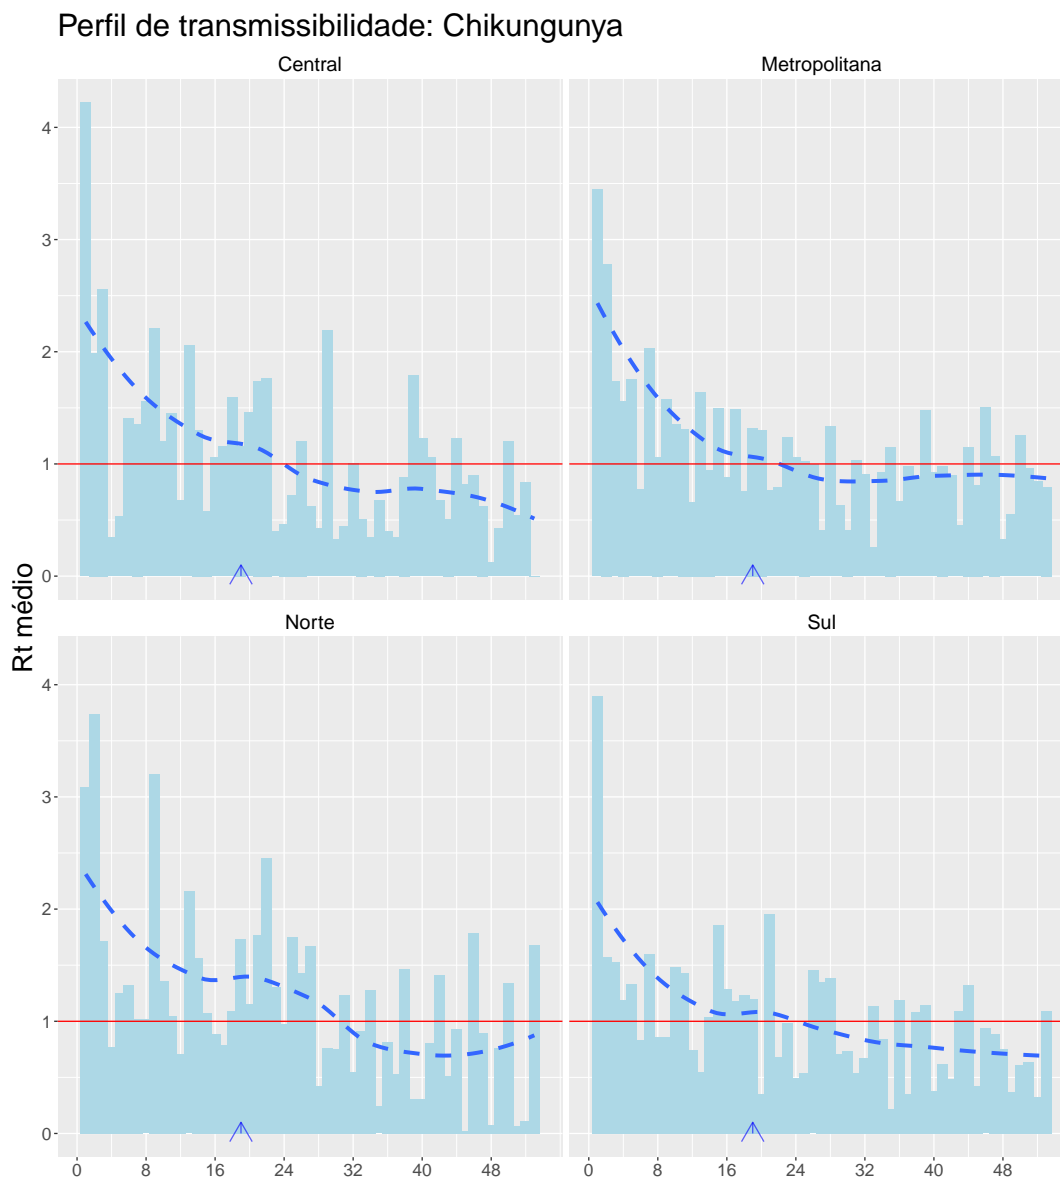 Perfil de transmissibilidade: Chikungunya
Central
Metropolitana
4
3
2
1
0
Norte
Sul
Rt médio
4
3
2
1
0
0 8 16 24 32 40 48
0 8 16 24 32 40 48